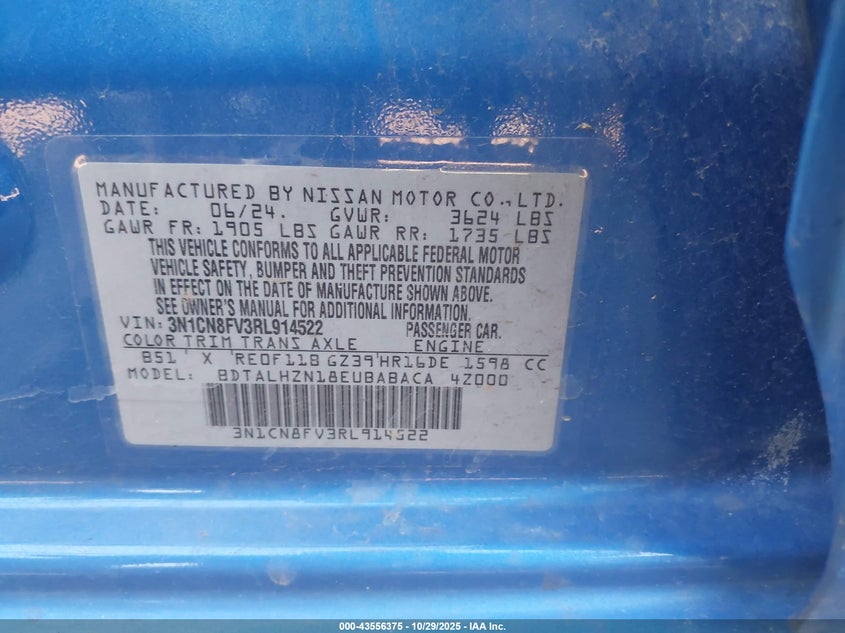 MANUFACTURED BY NISSAN MOTOR CO.,LTD.
DATE: 06/24. GVWR: 3624 LBS
GAWR FR: 1905 LBS GAWR RR: 1735 LBS
THIS VEHICLE CONFORMS TO ALL APPLICABLE FEDERAL MOTOR
VEHICLE SAFETY, BUMPER AND THEFT PREVENTION STANDARDS
IN EFFECT ON THE DATE OF MANUFACTURE SHOWN ABOVE.
SEE OWNER'S MANUAL FOR ADDITIONAL INFORMATION.
VIN: 3N1CN8FV3RL914522 PASSENGER CAR.
COLOR TRIM TRANS AXLE ENGINE
B51 X RE0F11B GZ39 HR16DE 1598 CC
MODEL: BDTALHZN18EUBABACA 42000
3N1CN8FV3RL914522
000-43556375 | 10/29/2025 - IAA Inc.